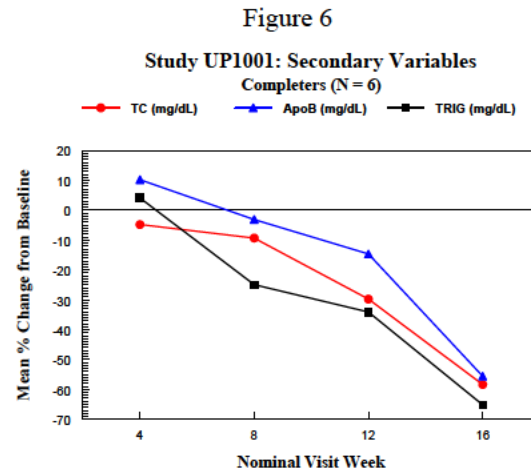 Figure 6
Study UP1001: Secondary Variables
Completers (N = 6)
TC (mg/dL) ApoB (mg/dL) TRIG (mg/dL)
20
10
0
-10
-20
-30
-40
-50
-60
-70
Mean % Change from Baseline
4 8 12 16
Nominal Visit Week